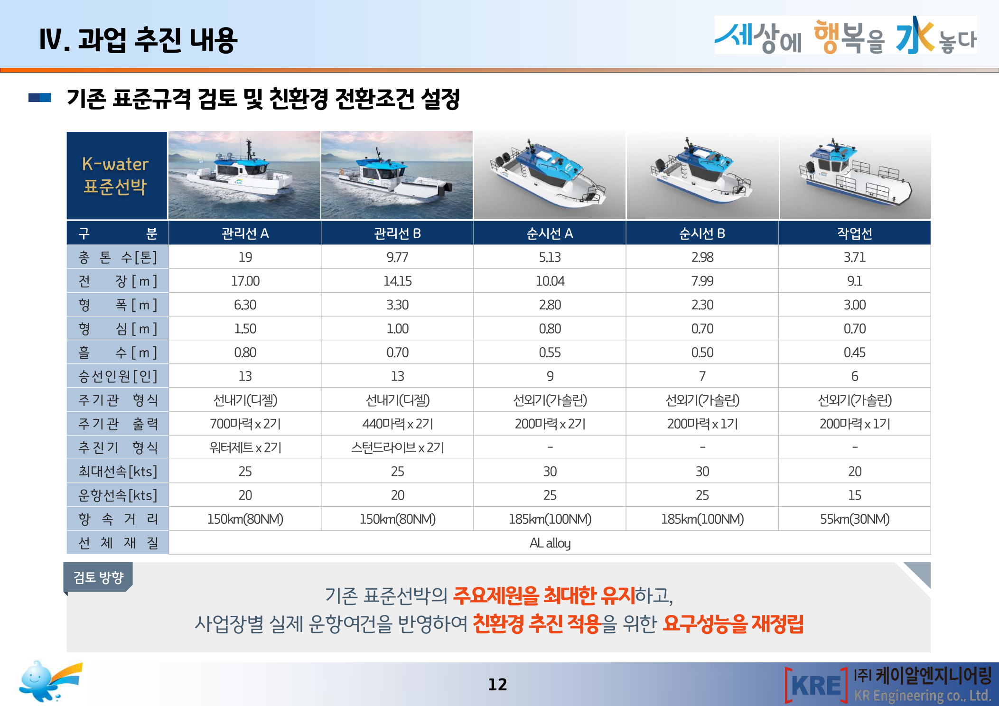 Ⅳ. 과업 추진 내용
세상에 행복을 水 놓다
기존 표준규격 검토 및 친환경 전환조건 설정
K-water
표준선박
구 분 관리선 A 관리선 B 순시선 A 순시선 B 작업선
총 톤 수[톤] 19 9.77 5.13 2.98 3.71
전 장[m] 17.00 14.15 10.04 7.99 9.1
형 폭[m] 6.30 3.30 2.80 2.30 3.00
형 심[m] 1.50 1.00 0.80 0.70 0.70
흘 수[m] 0.80 0.70 0.55 0.50 0.45
승선인원[인] 13 13 9 7 6
주기관 형식 선내기(디젤) 선내기(디젤) 선외기(가솔린) 선외기(가솔린) 선외기(가솔린)
주기관 출력 700마력 x 2기 440마력 x 2기 200마력 x 2기 200마력 x 1기 200마력 x 1기
추진기 형식 워터제트 x 2기 스턴드라이브 x 2기 - - -
최대선속[kts] 25 25 30 30 20
운항선속[kts] 20 20 25 25 15
항 속 거 리 150km(80NM) 150km(80NM) 185km(100NM) 185km(100NM) 55km(30NM)
선 체 재 질 AL alloy
검토 방향
기존 표준선박의 주요제원을 최대한 유지하고,
사업장별 실제 운항여건을 반영하여 친환경 추진 적용을 위한 요구성능을 재정립
12
[KRE] (주)케이알엔지니어링
KR Engineering co., Ltd.